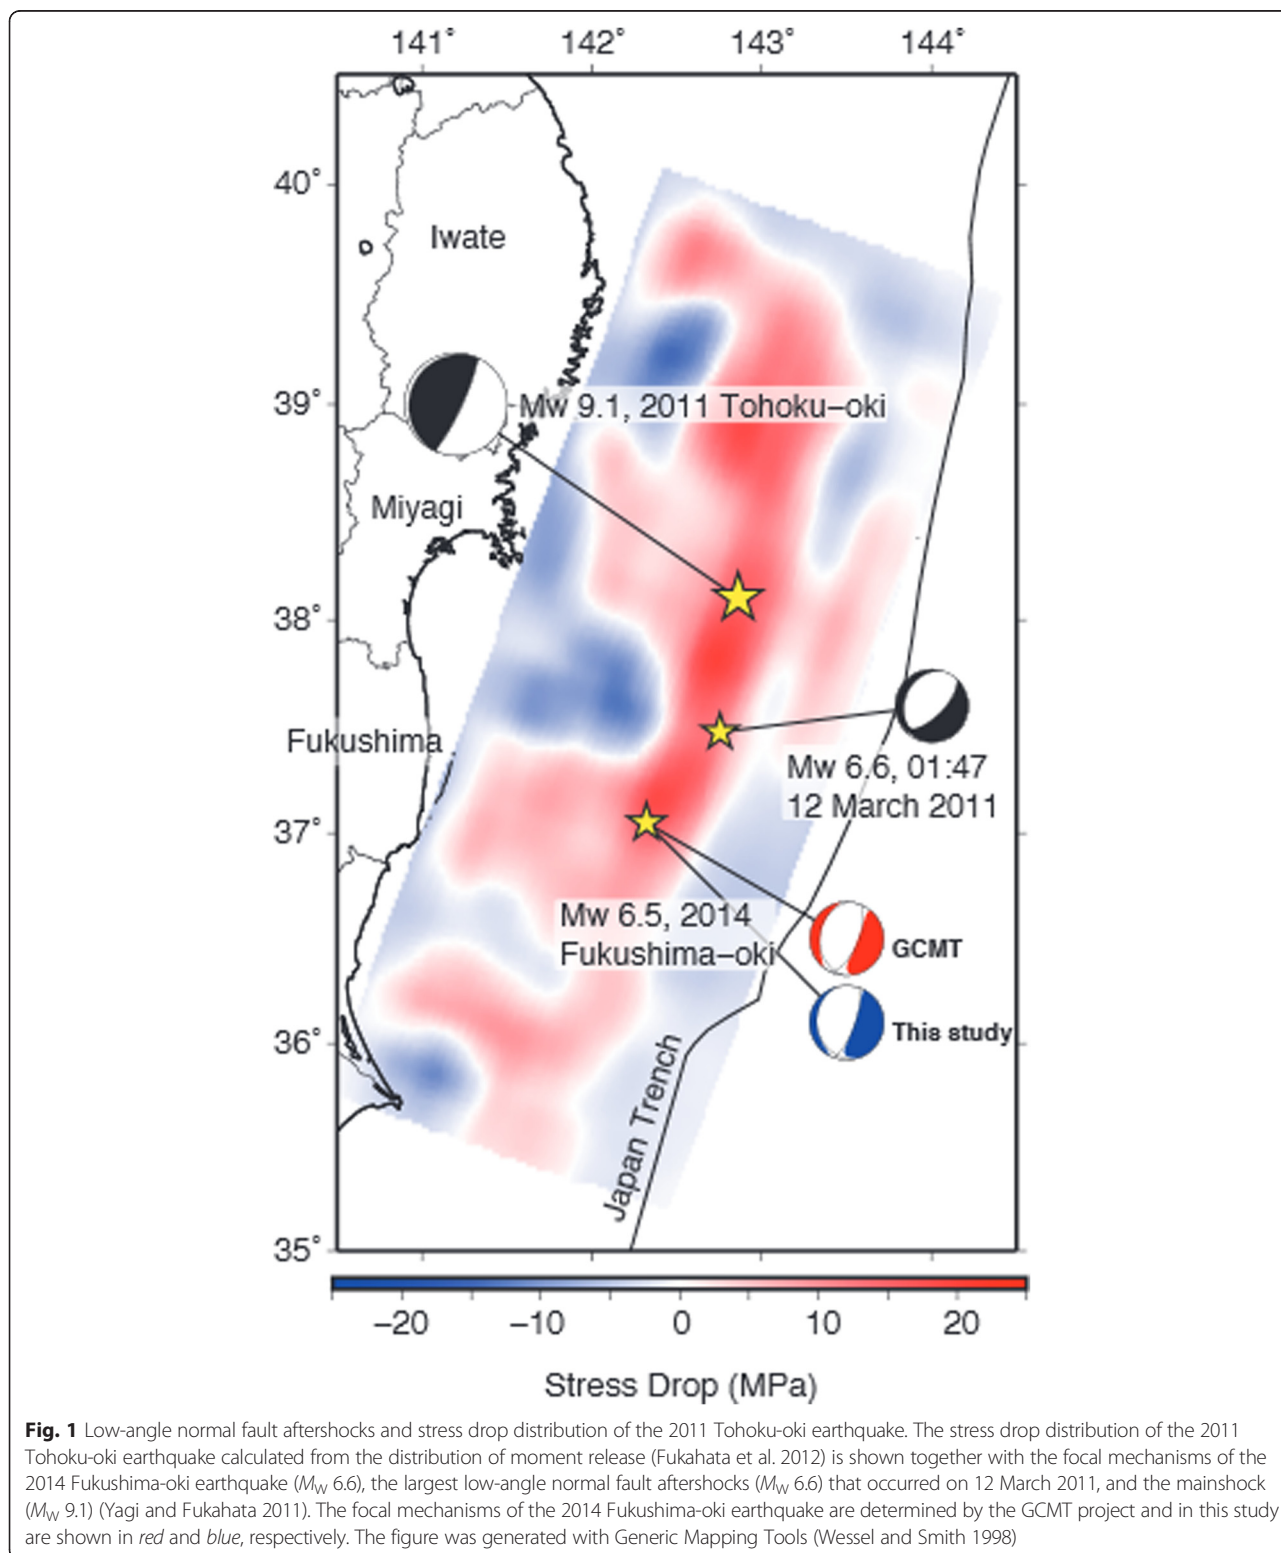 141° 142° 143° 144°
40°
Iwate
39°
Mw 9.1, 2011 Tohoku–oki
Miyagi
38°
Fukushima
Mw 6.6, 01:47
12 March 2011
37°
Mw 6.5, 2014
Fukushima–oki
GCMT
This study
36°
Japan Trench
35°
–20 –10 0 10 20
Stress Drop (MPa)
Fig. 1 Low-angle normal fault aftershocks and stress drop distribution of the 2011 Tohoku-oki earthquake. The stress drop distribution of the 2011
Tohoku-oki earthquake calculated from the distribution of moment release (Fukahata et al. 2012) is shown together with the focal mechanisms of the
2014 Fukushima-oki earthquake (MW 6.6), the largest low-angle normal fault aftershocks (MW 6.6) that occurred on 12 March 2011, and the mainshock
(MW 9.1) (Yagi and Fukahata 2011). The focal mechanisms of the 2014 Fukushima-oki earthquake are determined by the GCMT project and in this study
are shown in red and blue, respectively. The figure was generated with Generic Mapping Tools (Wessel and Smith 1998)